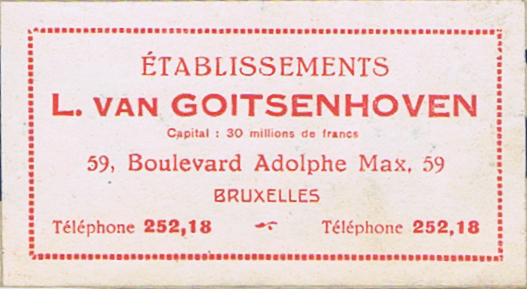 ÉTABLISSEMENTS
L. VAN GOITSENHOVEN
Capital : 30 millions de francs
59, Boulevard Adolphe Max, 59
BRUXELLES
Téléphone 252,18 Téléphone 252,18